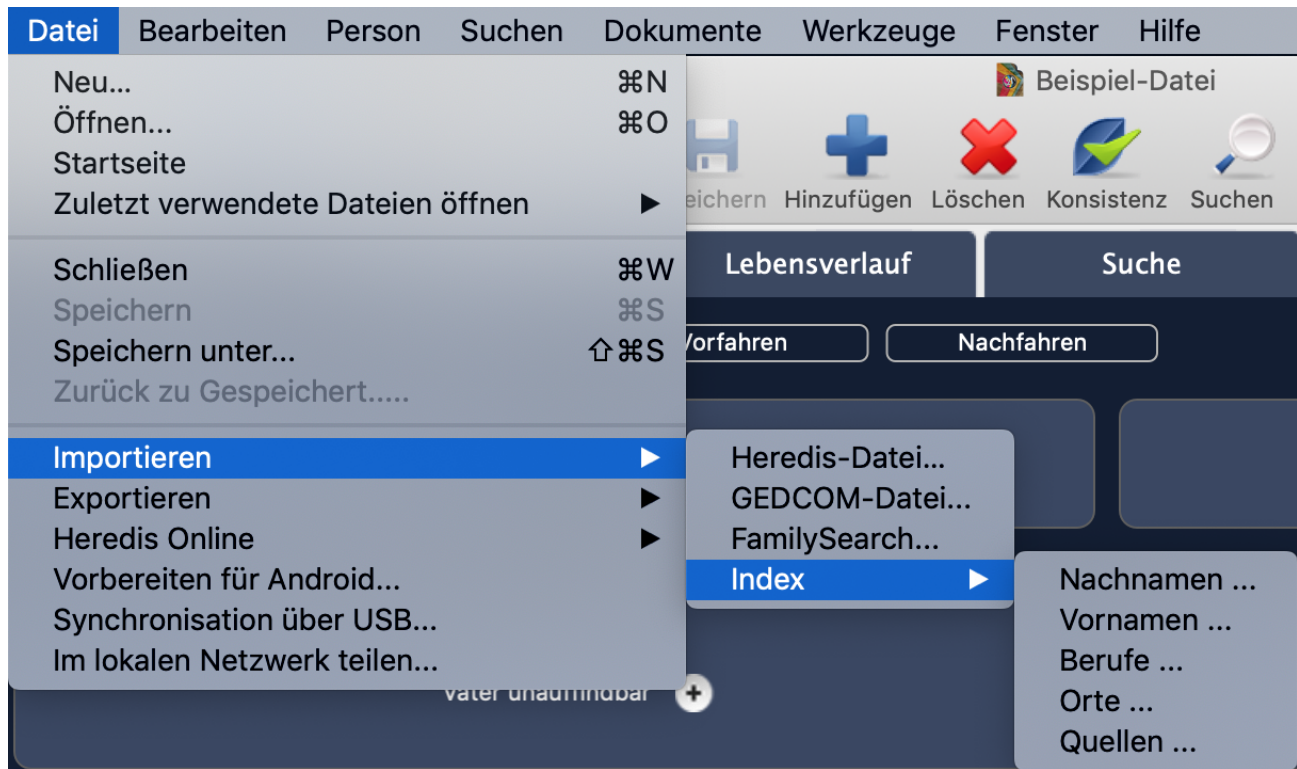 Datei Bearbeiten Person Suchen Dokumente Werkzeuge Fenster Hilfe
Beispiel-Datei
Neu... ⌘N
Öffnen... ⌘O
Startseite
Zuletzt verwendete Dateien öffnen ▶
eichern Hinzufügen Löschen Konsistenz Suchen
Schließen ⌘W
Speichern ⌘S
Speichern unter... ⇧⌘S
Zurück zu Gespeichert.....
Lebensverlauf Suche
Vorfahren Nachfahren
Importieren ▶
Exportieren ▶
Heredis Online ▶
Vorbereiten für Android...
Synchronisation über USB...
Im lokalen Netzwerk teilen...
Heredis-Datei...
GEDCOM-Datei...
FamilySearch...
Index ▶
Nachnamen ...
Vornamen ...
Berufe ...
Orte ...
Quellen ...
Vater unauffindbar